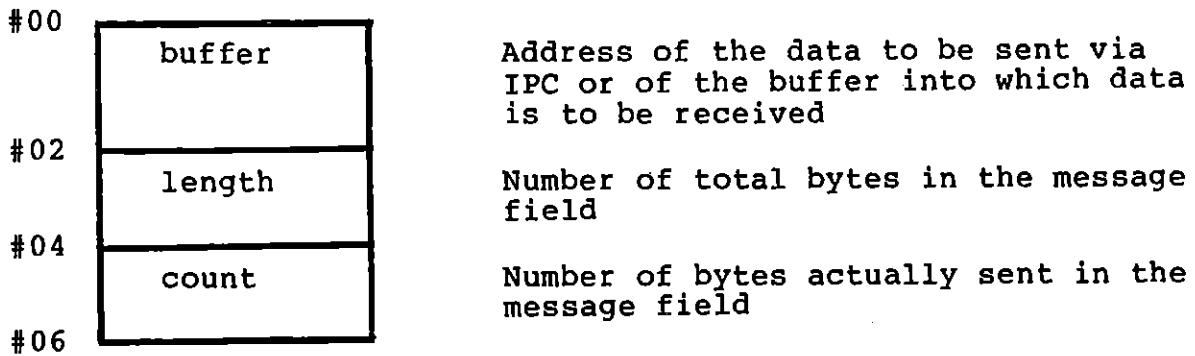 #00
buffer
Address of the data to be sent via
IPC or of the buffer into which data
is to be received
#02
length
Number of total bytes in the message
field
#04
count
Number of bytes actually sent in the
message field
#06